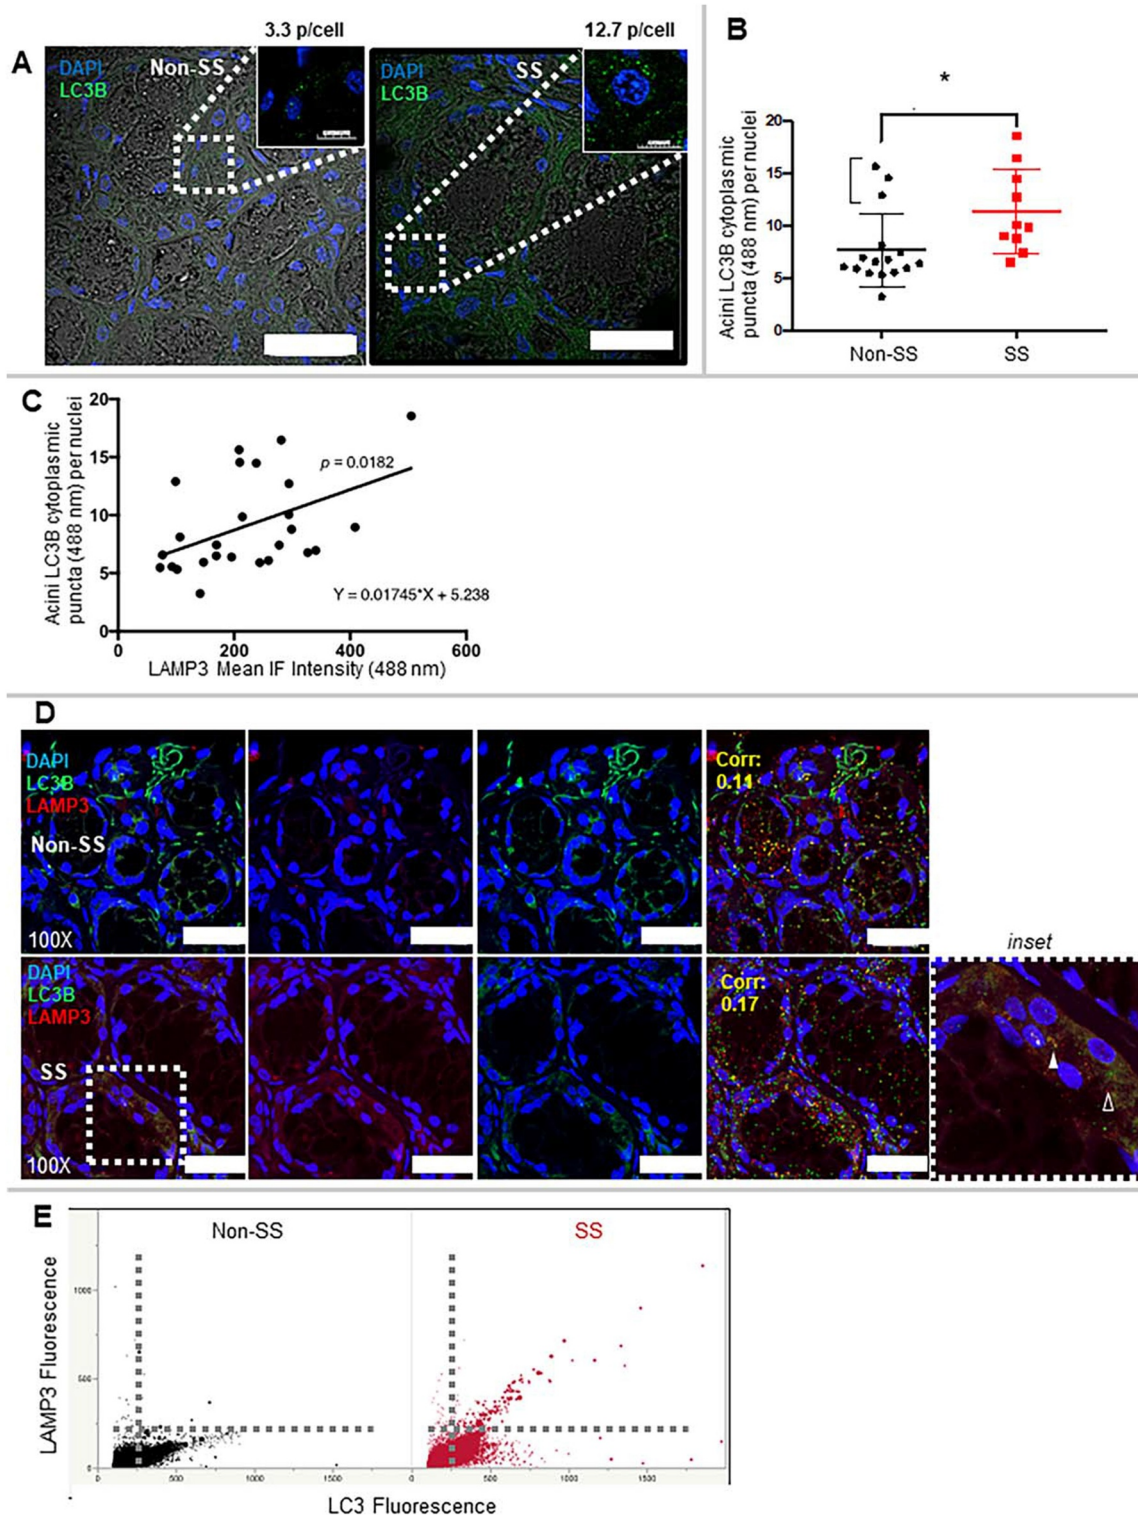 3.3 p/cell
12.7 p/cell
A
DAPI
LC3B
Non-SS
DAPI
LC3B
SS
B
*
Acini LC3B cytoplasmic
puncta (488 nm) per nuclei
20
15
10
5
0
Non-SS
SS
C
Acini LC3B cytoplasmic
puncta (488 nm) per nuclei
20
15
10
5
0
p = 0.0182
Y = 0.01745*X + 5.238
0
200
400
600
LAMP3 Mean IF Intensity (488 nm)
D
DAPI
LC3B
LAMP3
Non-SS
100X
Corr:
0.11
DAPI
LC3B
LAMP3
SS
100X
Corr:
0.17
inset
E
Non-SS
SS
LAMP3 Fluorescence
1000
500
0
0
500
1000
1500
0
500
1000
1500
LC3 Fluorescence